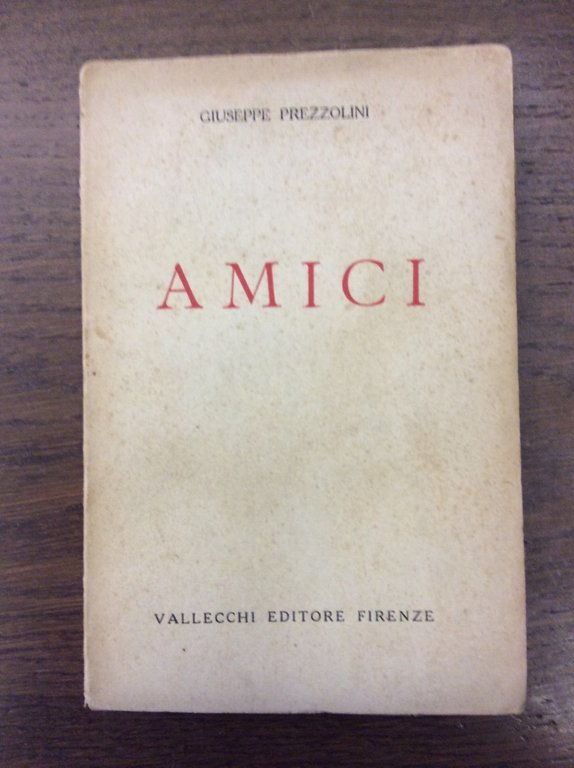 GIUSEPPE PREZZOLINI
AMICI
VALLECCHI EDITORE FIRENZE